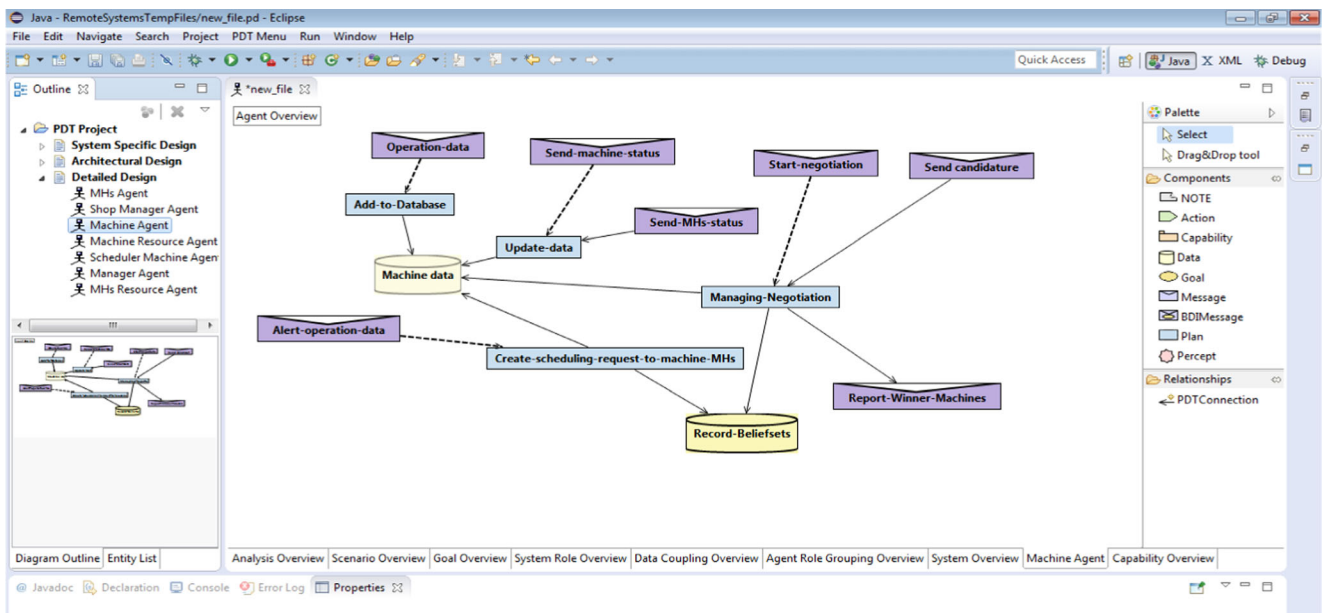 Java - RemoteSystemsTempFiles/new_file.pd - Eclipse
File Edit Navigate Search Project PDT Menu Run Window Help
Quick Access
Java
XML
Debug
Outline
PDT Project
System Specific Design
Architectural Design
Detailed Design
MHs Agent
Shop Manager Agent
Machine Agent
Machine Resource Agent
Scheduler Machine Agen
Manager Agent
MHs Resource Agent
Diagram Outline
Entity List
*new_file
Agent Overview
Operation-data
Send-machine-status
Start-negotiation
Send candidature
Add-to-Database
Send-MHs-status
Update-data
Machine data
Managing-Negotiation
Alert-operation-data
Create-scheduling-request-to-machine-MHs
Report-Winner-Machines
Record-Beliefsets
Palette
Select
Drag&Drop tool
Components
NOTE
Action
Capability
Data
Goal
Message
BDIMessage
Plan
Percept
Relationships
PDTConnection
Analysis Overview
Scenario Overview
Goal Overview
System Role Overview
Data Coupling Overview
Agent Role Grouping Overview
System Overview
Machine Agent
Capability Overview
Javadoc
Declaration
Console
Error Log
Properties